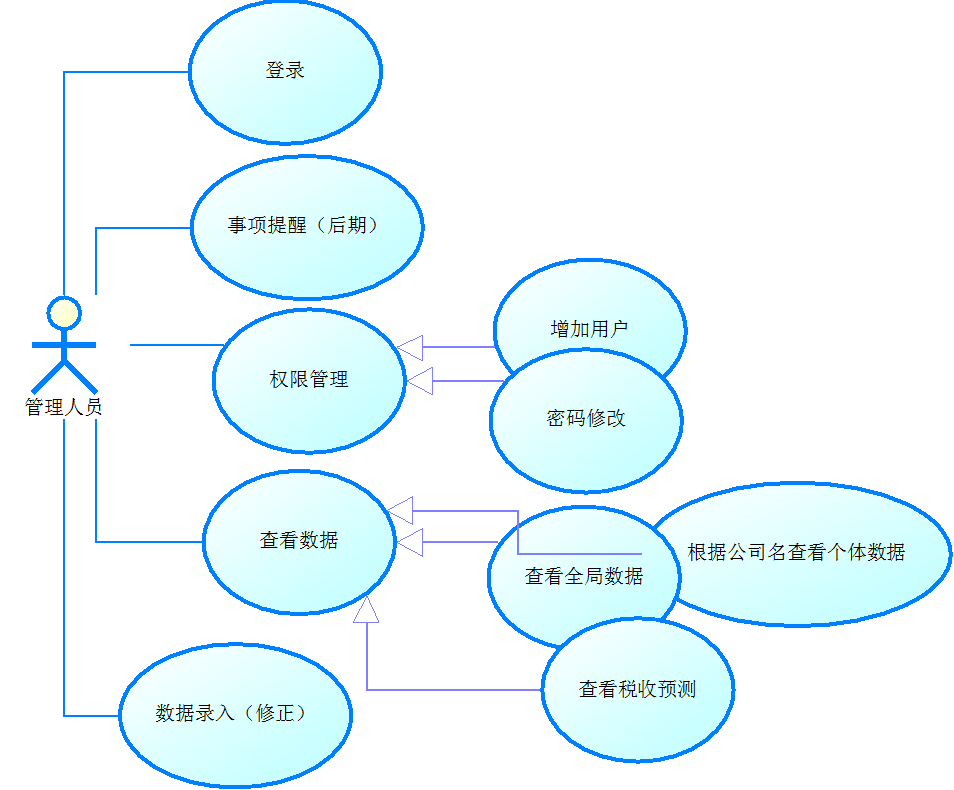 登录
事项提醒（后期）
增加用户
权限管理
管理人员
密码修改
查看数据
根据公司名查看个体数据
查看全局数据
查看税收预测
数据录入（修正）